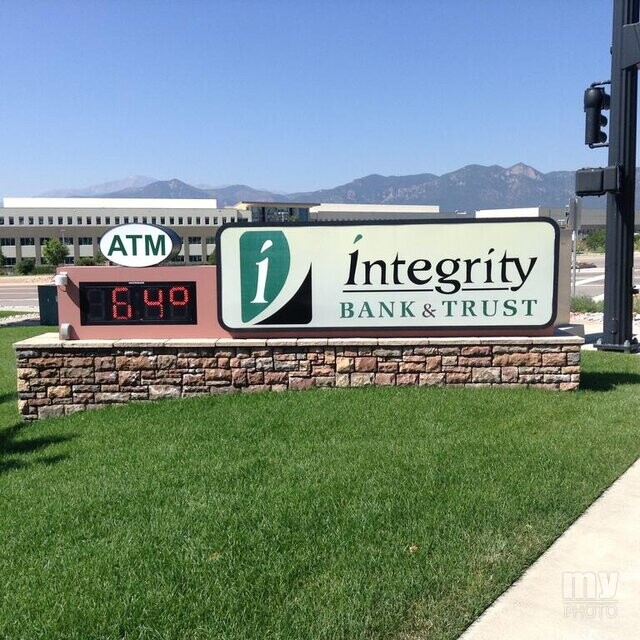 ATM
64°
i
Integrity
BANK & TRUST
my
PHOTO